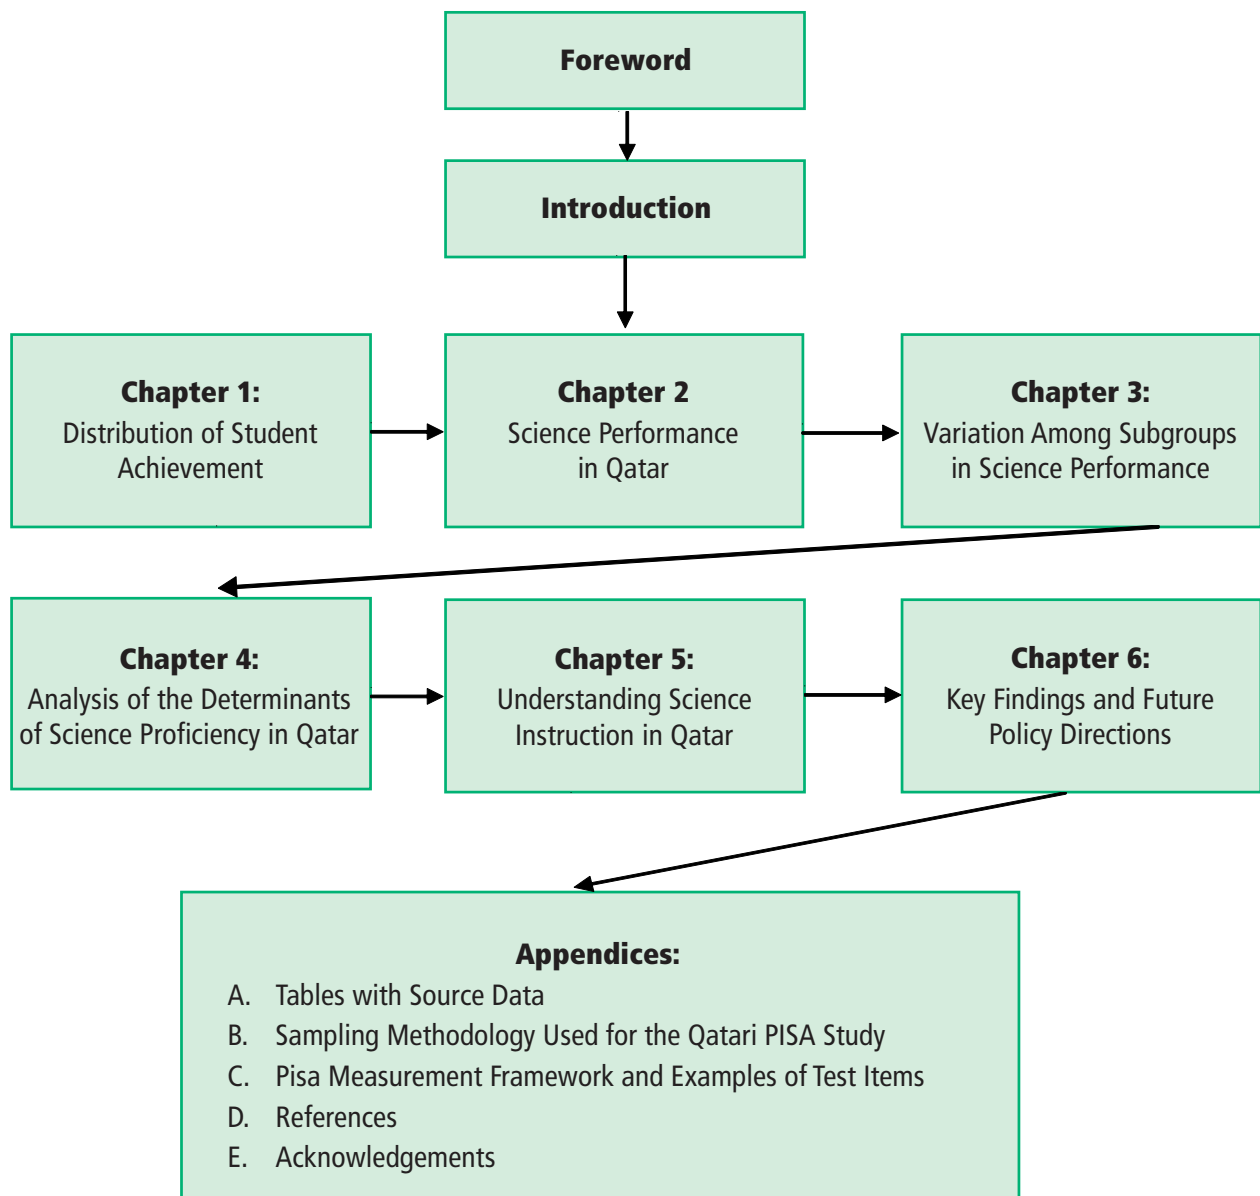 Foreword
Introduction
Chapter 1:
Distribution of Student
Achievement
Chapter 2
Science Performance
in Qatar
Chapter 3:
Variation Among Subgroups
in Science Performance
Chapter 4:
Analysis of the Determinants
of Science Proficiency in Qatar
Chapter 5:
Understanding Science
Instruction in Qatar
Chapter 6:
Key Findings and Future
Policy Directions
Appendices:
A. Tables with Source Data
B. Sampling Methodology Used for the Qatari PISA Study
C. Pisa Measurement Framework and Examples of Test Items
D. References
E. Acknowledgements